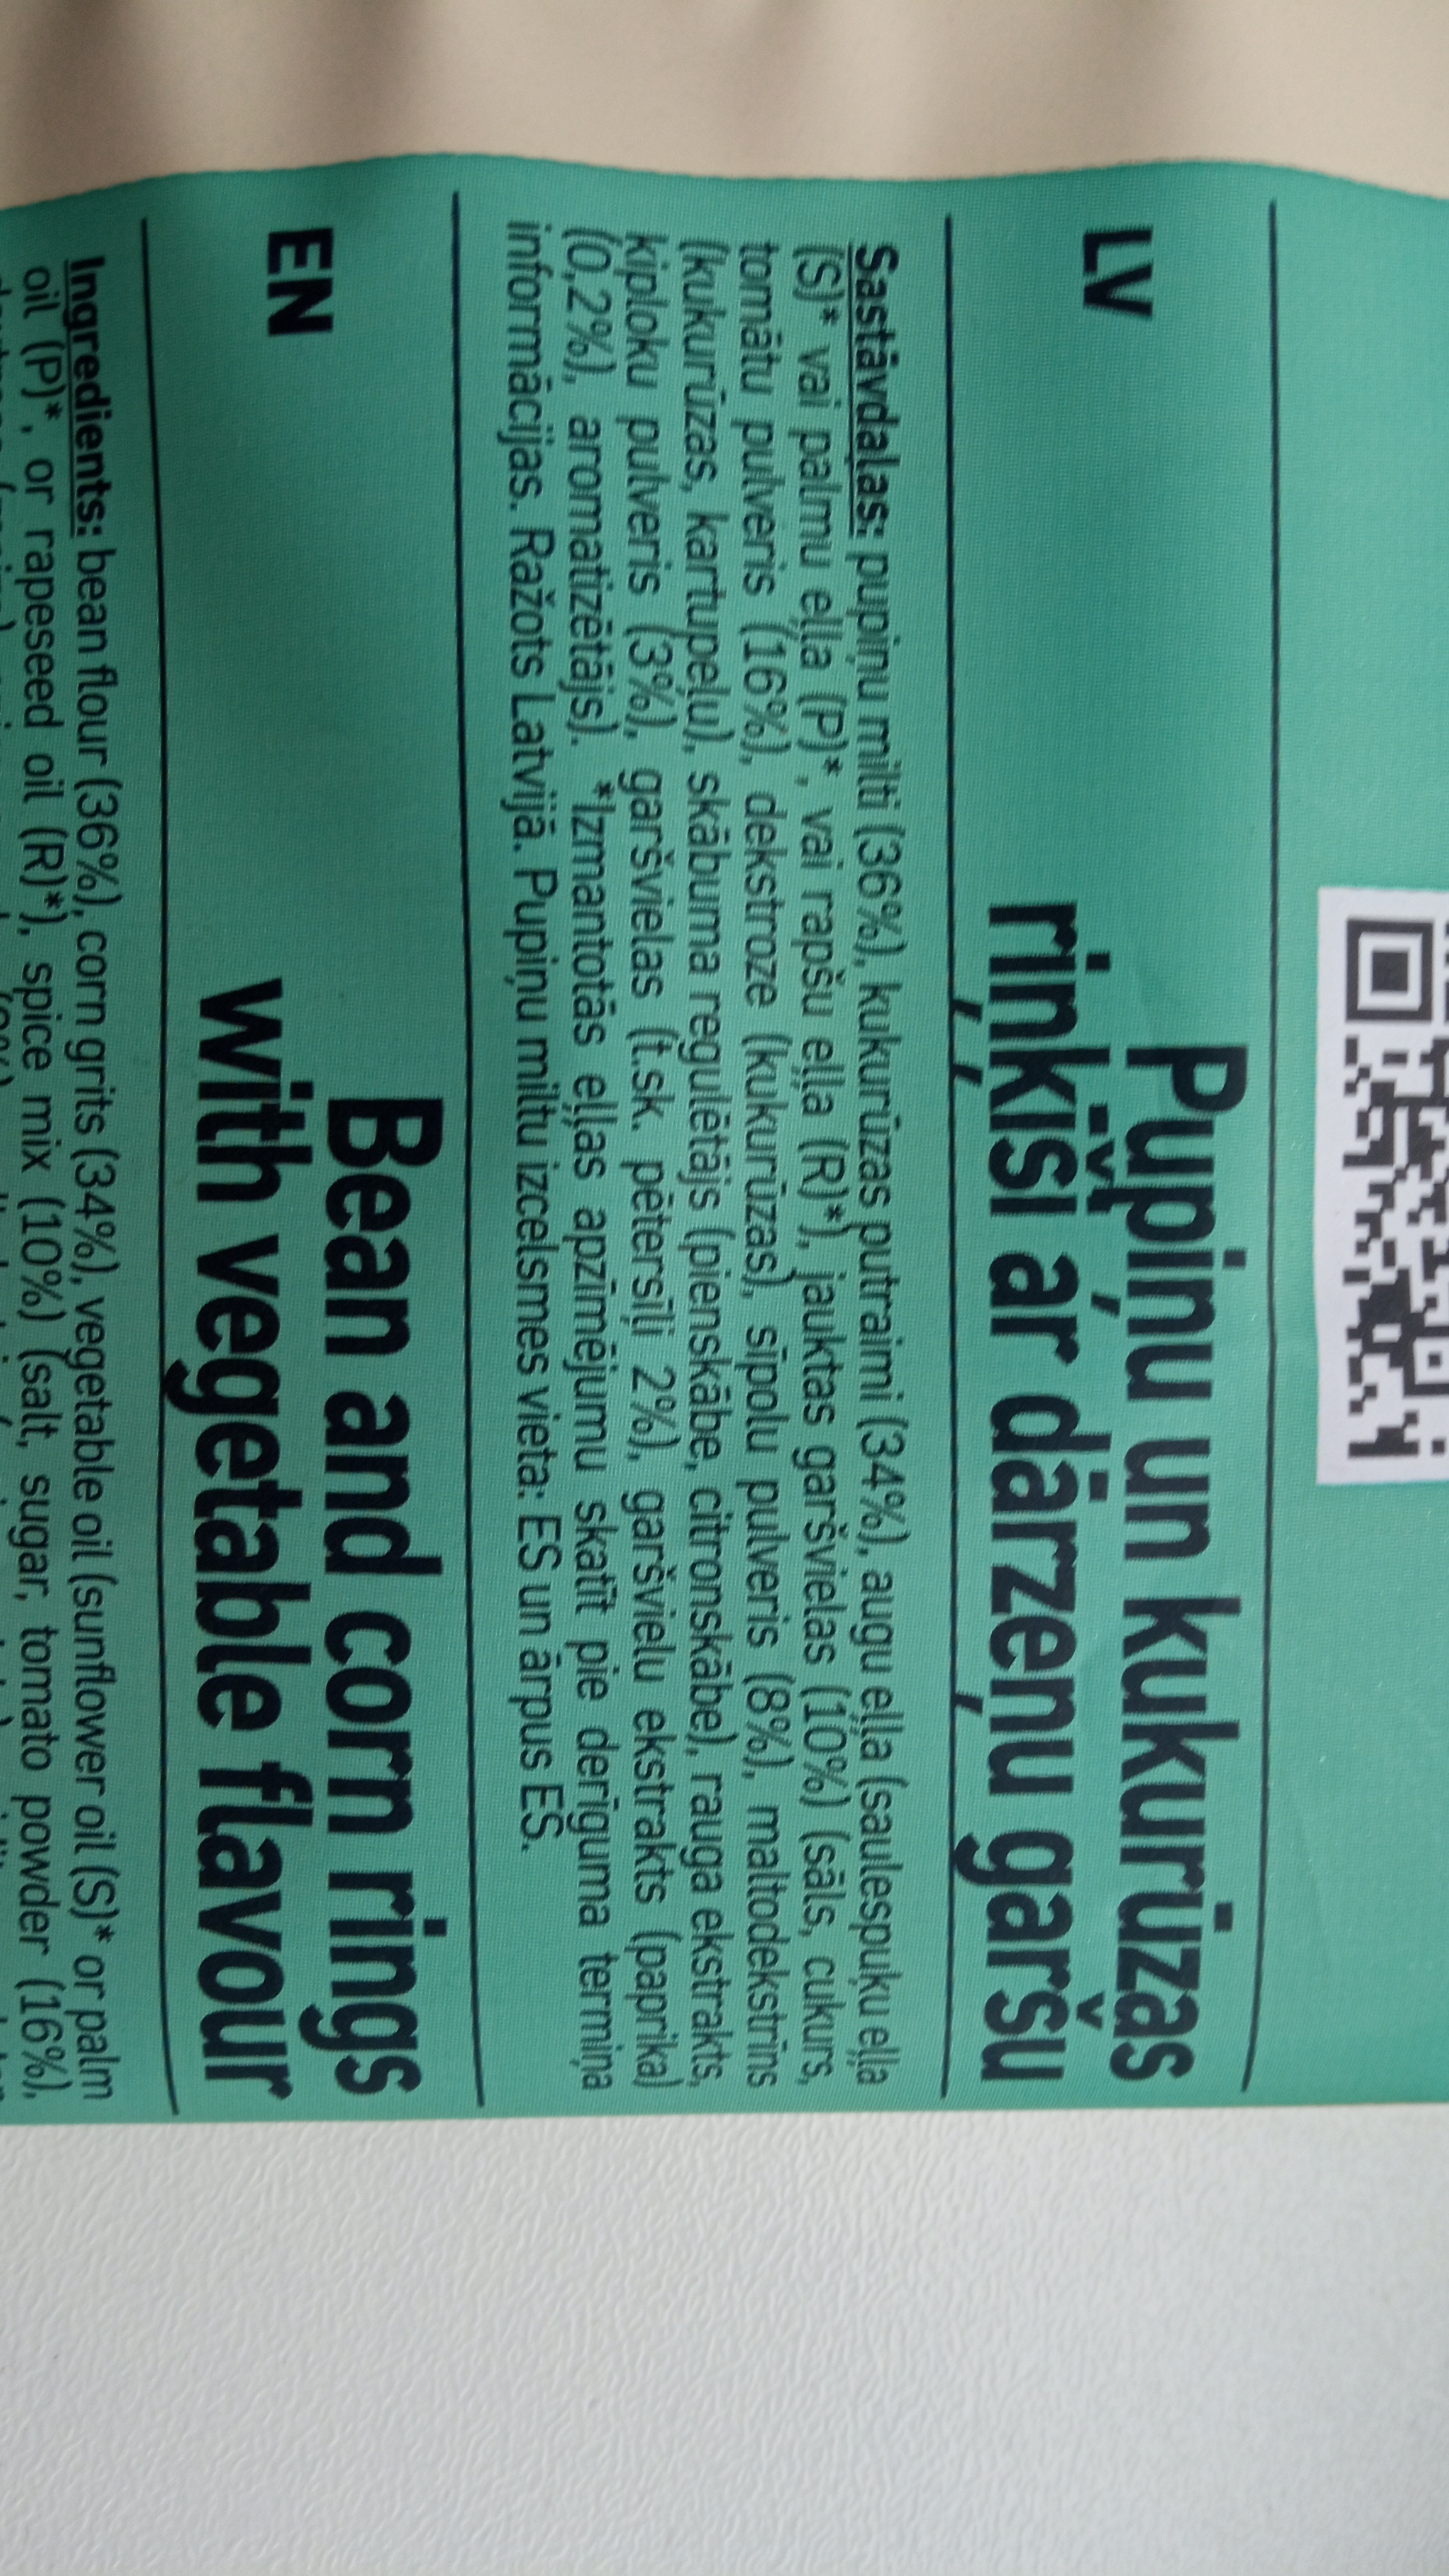 LV
Pupiņu un kukurūzas
riņķīši ar dārzeņu garšu
Sastāvdaļas: pupiņu milti (36%), kukurūzas putraimi (34%), augu eļļa (saulespuķu eļļa
(S)* vai palmu eļļa (P)*, vai rapšu eļļa (R)*), jauktas garšvielas (10%) (sāls, cukurs,
tomātu pulveris (16%), dekstroze (kukurūzas), sīpolu pulveris (8%), maltodekstrīns
(kukurūzas, kartupeļu), skābuma regulētājs (pienskābe, citronskābe), rauga ekstrakts,
ķiploku pulveris (3%), garšvielas (t.sk. pētersīļi 2%), garšvielu ekstrakts (paprika)
(0,2%), aromatizētājs). *Izmantotās eļļas apzīmējumu skatīt pie derīguma termiņa
informācijas. Ražots Latvijā. Pupiņu miltu izcelsmes vieta: ES un ārpus ES.
EN
Bean and corn rings
with vegetable flavour
Ingredients: bean flour (36%), corn grits (34%), vegetable oil (sunflower oil (S)* or palm
oil (P)*, or rapeseed oil (R)*), spice mix (10%) (salt, sugar, tomato powder (16%),